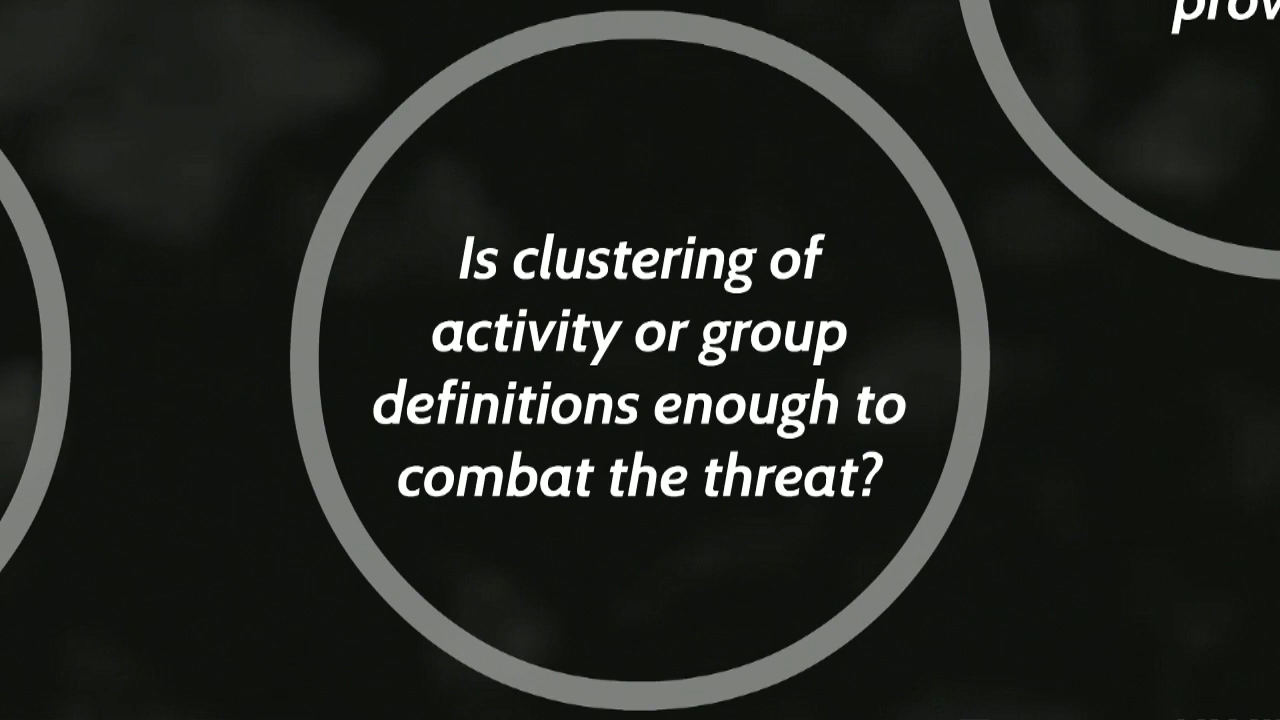 Is clustering of
activity or group
definitions enough to
combat the threat?